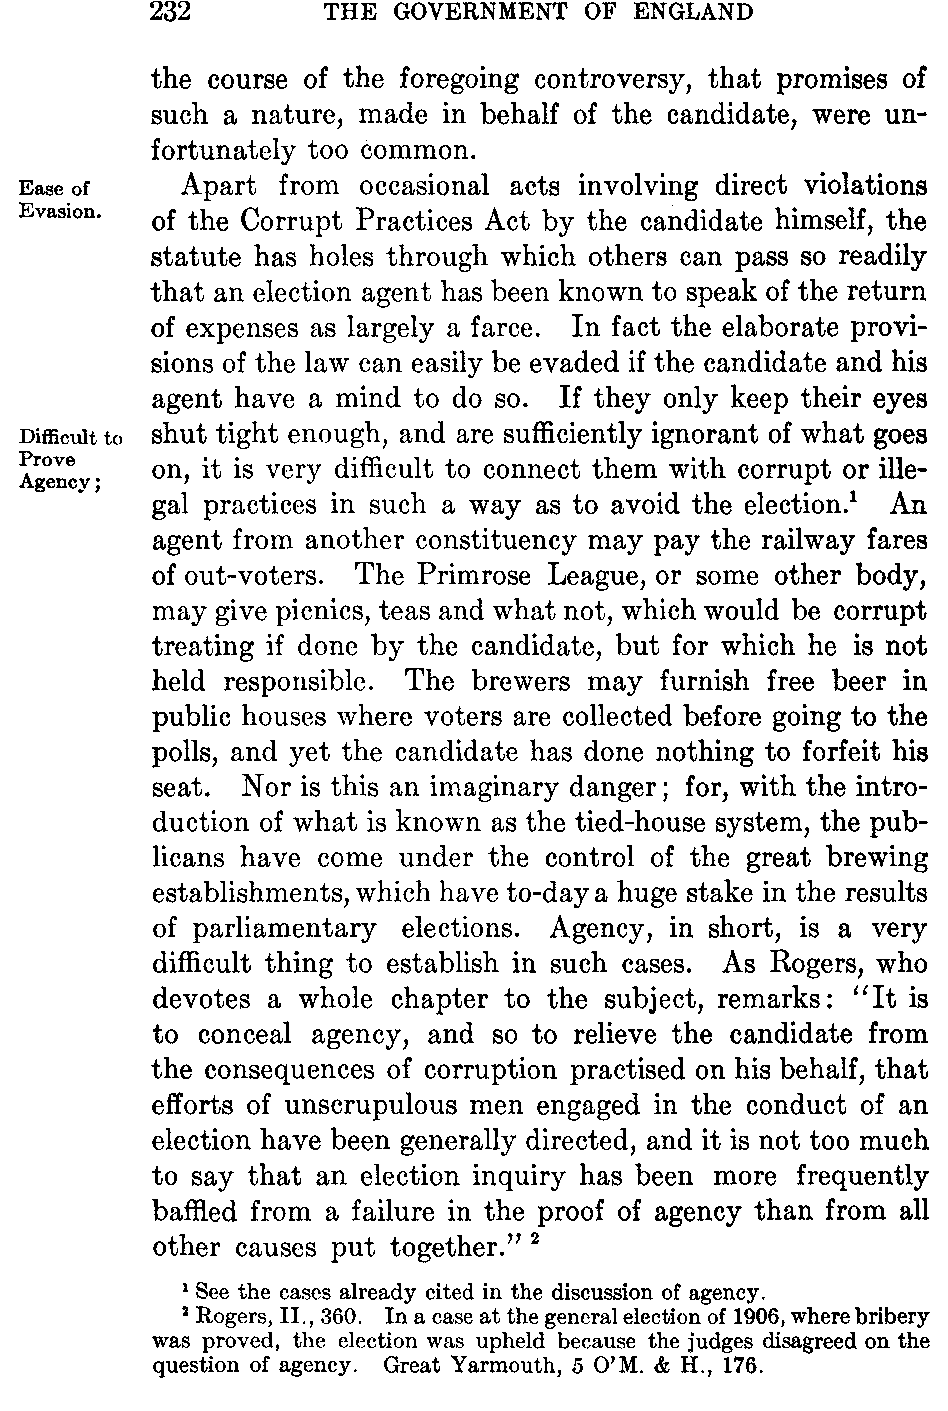 232 THE GOVERNMENT OF ENGLAND
the course of the foregoing controversy, that promises of
such a nature, made in behalf of the candidate, were un-
fortunately too common.
Ease of
Evasion.
Apart from occasional acts involving direct violations
of the Corrupt Practices Act by the candidate himself, the
statute has holes through which others can pass so readily
that an election agent has been known to speak of the return
of expenses as largely a farce. In fact the elaborate provi-
sions of the law can easily be evaded if the candidate and his
agent have a mind to do so. If they only keep their eyes
Difficult to
Prove
Agency;
shut tight enough, and are sufficiently ignorant of what goes
on, it is very difficult to connect them with corrupt or ille-
gal practices in such a way as to avoid the election.¹ An
agent from another constituency may pay the railway fares
of out-voters. The Primrose League, or some other body,
may give picnics, teas and what not, which would be corrupt
treating if done by the candidate, but for which he is not
held responsible. The brewers may furnish free beer in
public houses where voters are collected before going to the
polls, and yet the candidate has done nothing to forfeit his
seat. Nor is this an imaginary danger; for, with the intro-
duction of what is known as the tied-house system, the pub-
licans have come under the control of the great brewing
establishments, which have to-day a huge stake in the results
of parliamentary elections. Agency, in short, is a very
difficult thing to establish in such cases. As Rogers, who
devotes a whole chapter to the subject, remarks: "It is
to conceal agency, and so to relieve the candidate from
the consequences of corruption practised on his behalf, that
efforts of unscrupulous men engaged in the conduct of an
election have been generally directed, and it is not too much
to say that an election inquiry has been more frequently
baffled from a failure in the proof of agency than from all
other causes put together." ²
¹ See the cases already cited in the discussion of agency.
² Rogers, II., 360. In a case at the general election of 1906, where bribery
was proved, the election was upheld because the judges disagreed on the
question of agency. Great Yarmouth, 5 O'M. & H., 176.